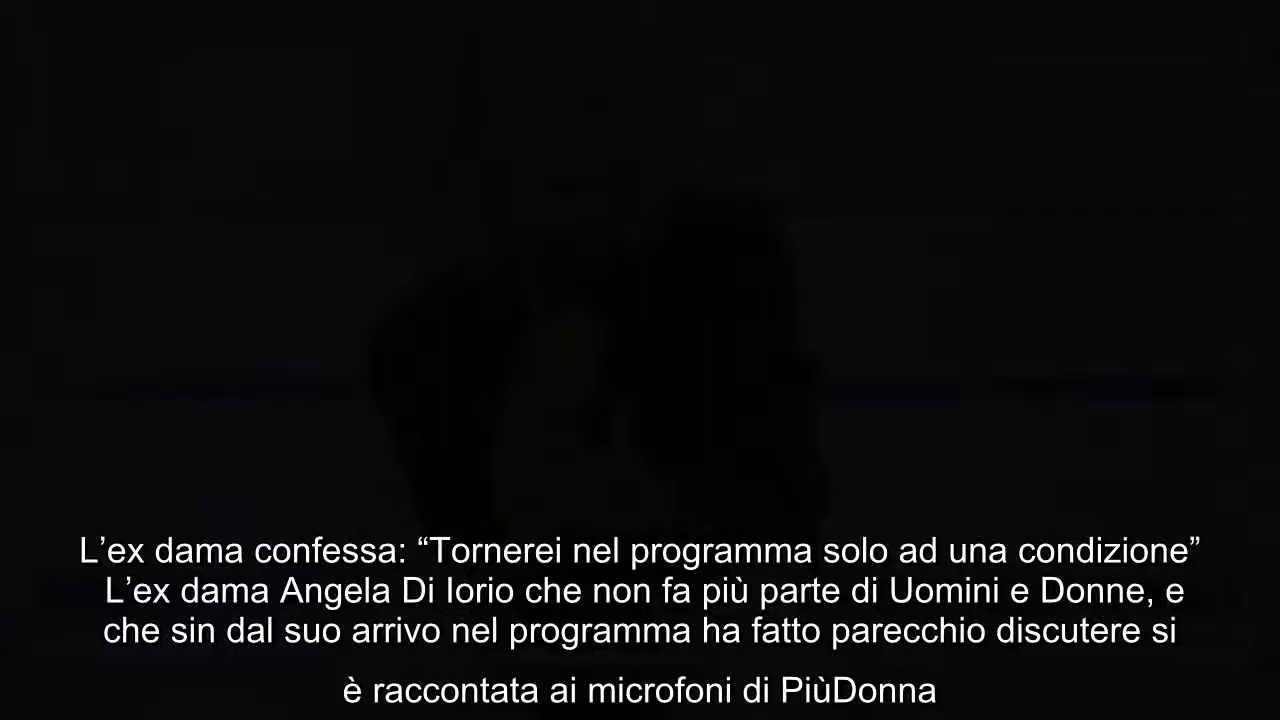 L’ex dama confessa: “Tornerei nel programma solo ad una condizione”
L’ex dama Angela Di Iorio che non fa più parte di Uomini e Donne, e
che sin dal suo arrivo nel programma ha fatto parecchio discutere si
è raccontata ai microfoni di PiùDonna